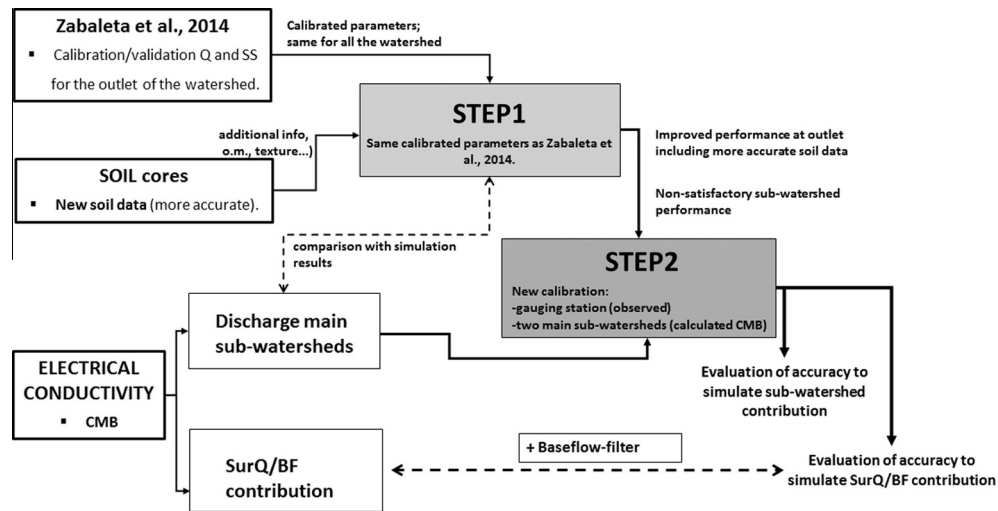 Zabaleta et al., 2014
▪ Calibration/validation Q and SS
for the outlet of the watershed.
Calibrated parameters;
same for all the watershed
STEP1
Same calibrated parameters as Zabaleta
et al., 2014.
additional info,
o.m., texture...)
SOIL cores
▪ New soil data (more accurate).
Improved performance at outlet
including more accurate soil data
Non-satisfactory sub-watershed
performance
comparison with simulation
results
STEP2
New calibration:
-gauging station (observed)
-two main sub-watersheds (calculated CMB)
Discharge main
sub-watersheds
ELECTRICAL
CONDUCTIVITY
▪ CMB
Evaluation of accuracy to
simulate sub-watershed
contribution
SurQ/BF
contribution
+ Baseflow-filter
Evaluation of accuracy to
simulate SurQ/BF contribution